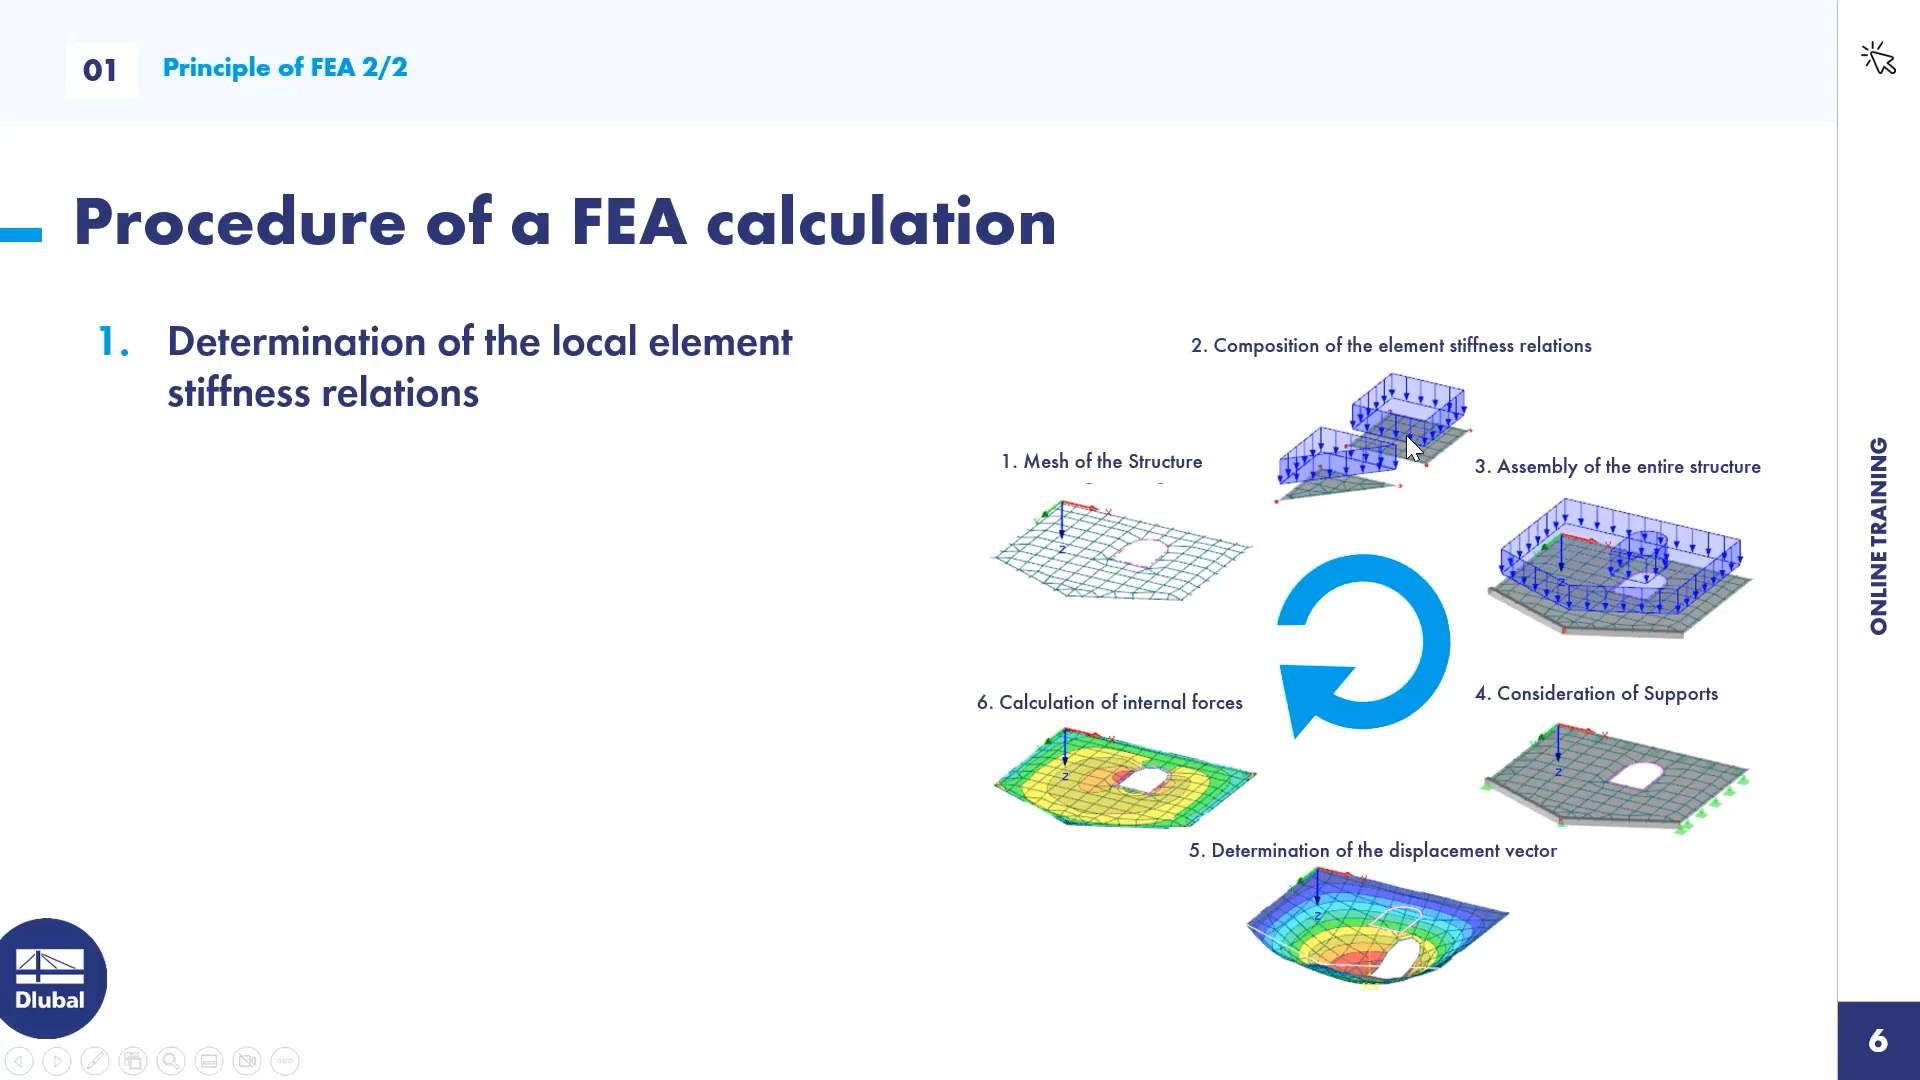 01
Principle of FEA 2/2
Procedure of a FEA calculation
1. Determination of the local element
stiffness relations
2. Composition of the element stiffness relations
1. Mesh of the Structure
3. Assembly of the entire structure
6. Calculation of internal forces
4. Consideration of Supports
5. Determination of the displacement vector
ONLINE TRAINING
Dlubal
6